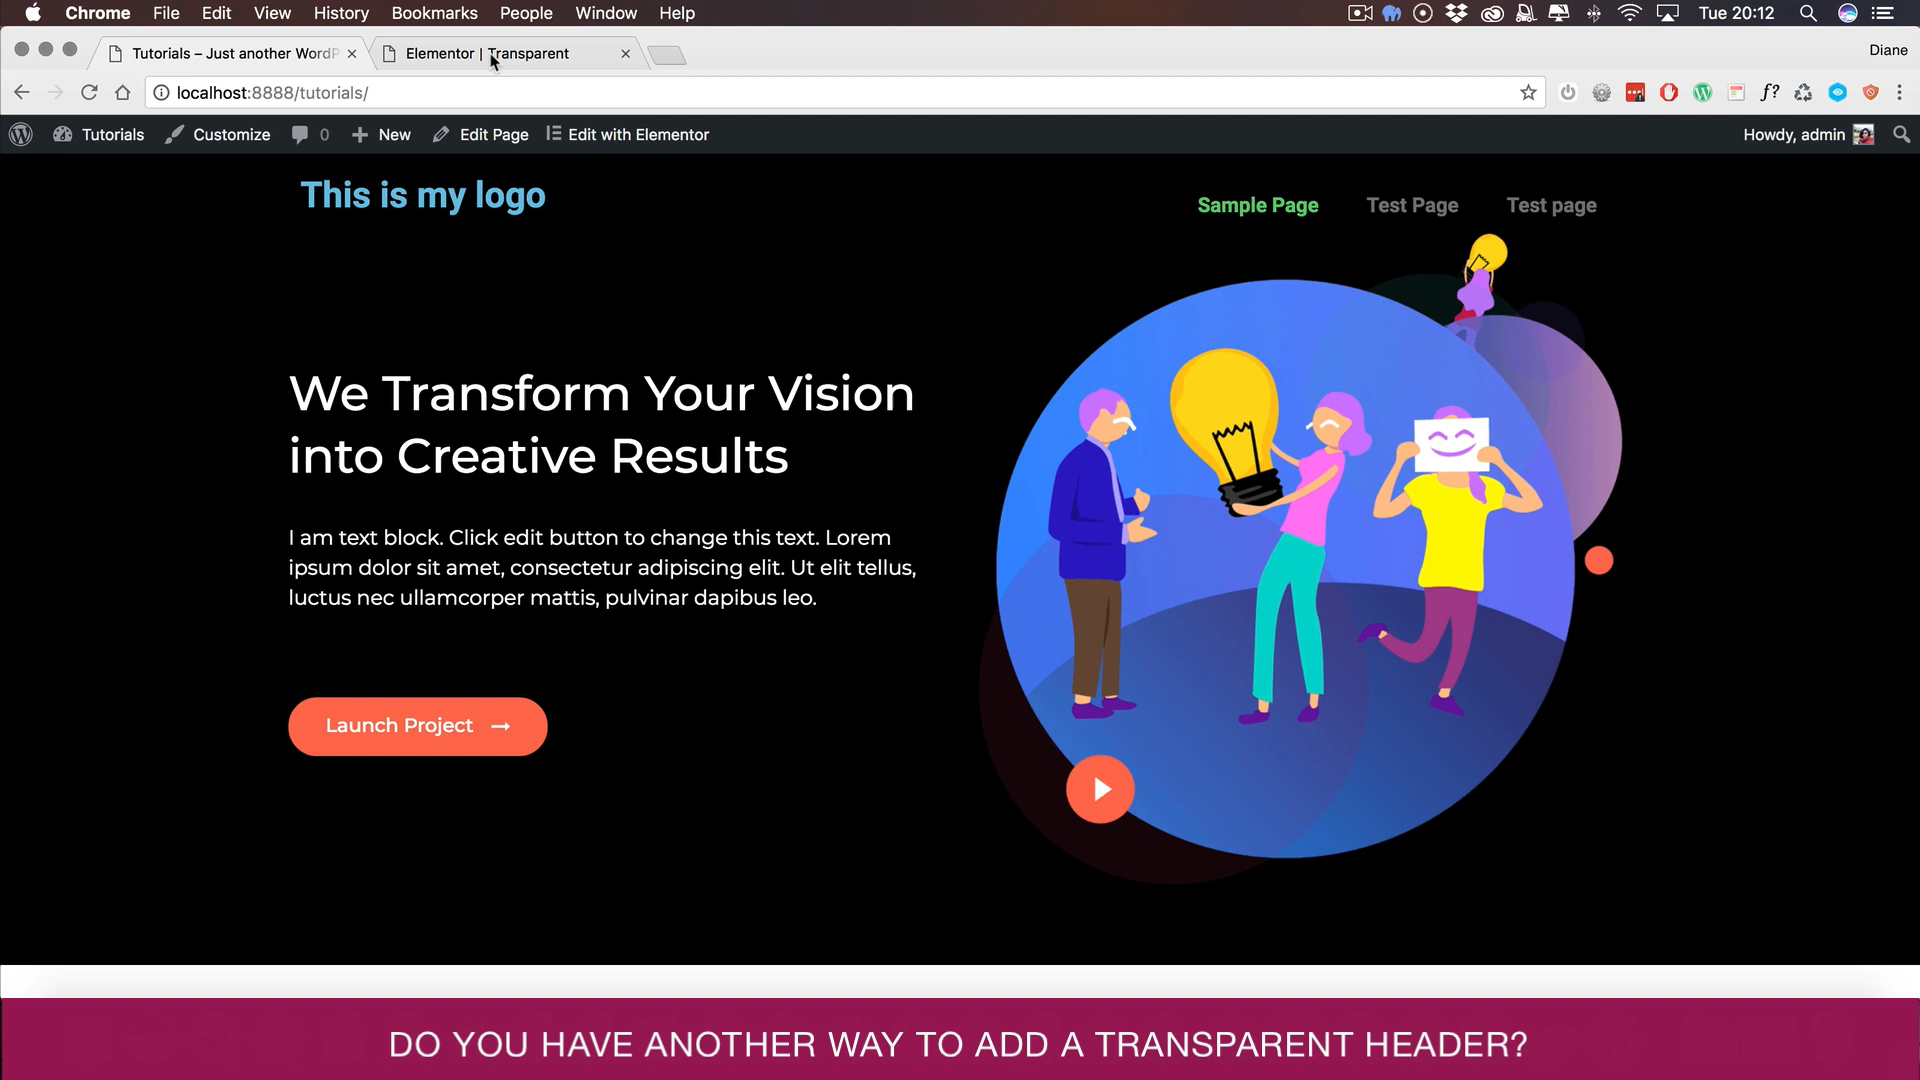 Chrome File Edit View History Bookmarks People Window Help Tue 20:12
Tutorials – Just another WordP Elementor | Transparent Diane
localhost:8888/tutorials/ f?
Tutorials Customize 0 New Edit Page Edit with Elementor Howdy, admin
This is my logo
Sample Page Test Page Test page
We Transform Your Vision
into Creative Results
I am text block. Click edit button to change this text. Lorem
ipsum dolor sit amet, consectetur adipiscing elit. Ut elit tellus,
luctus nec ullamcorper mattis, pulvinar dapibus leo.
Launch Project →
DO YOU HAVE ANOTHER WAY TO ADD A TRANSPARENT HEADER?